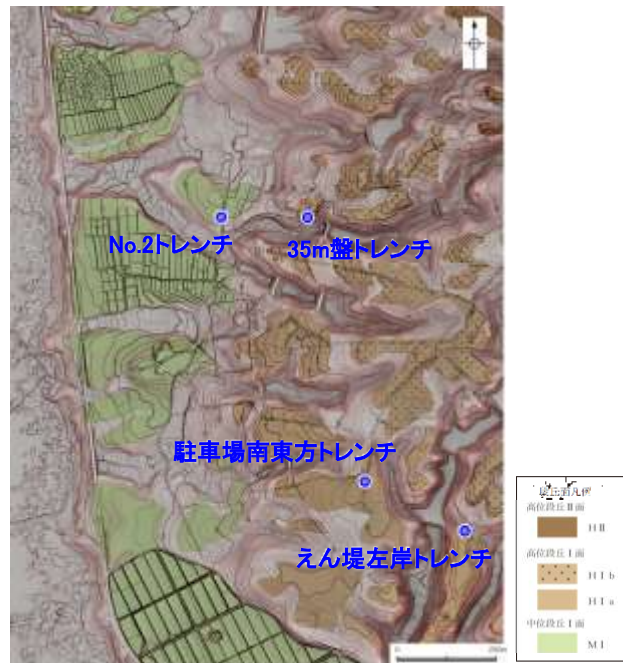 No.2トレンチ
35m盤トレンチ
駐車場南東方トレンチ
えん堤左岸トレンチ
高位段丘Ⅱ面
HⅡ
高位段丘Ⅰ面
HⅠb
HⅠa
中位段丘Ⅰ面
MⅠ